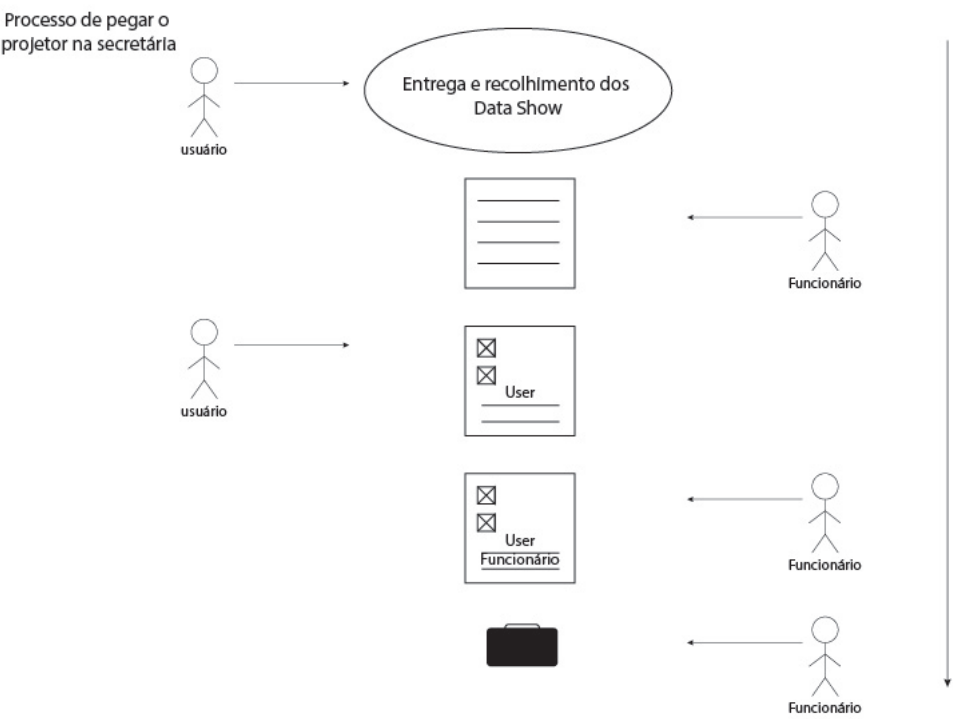 Processo de pegar o
projetor na secretária
Entrega e recolhimento dos
Data Show
usuário
Funcionário
User
usuário
User
Funcionário
Funcionário
Funcionário